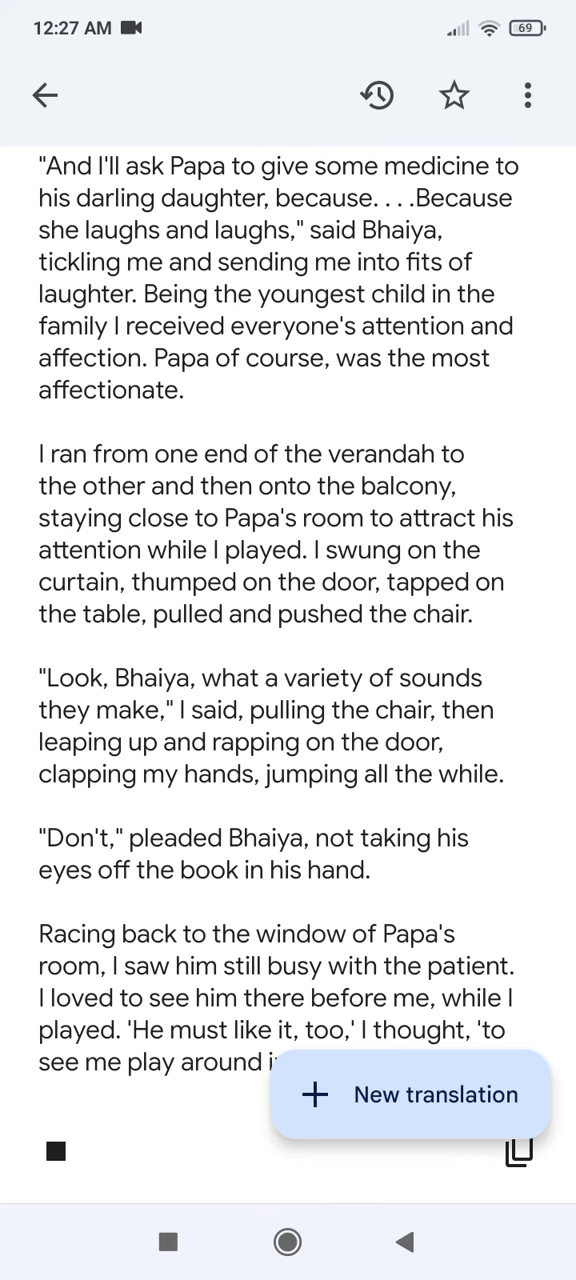 12:27 AM
69
"And I'll ask Papa to give some medicine to
his darling daughter, because. . . .Because
she laughs and laughs," said Bhaiya,
tickling me and sending me into fits of
laughter. Being the youngest child in the
family I received everyone's attention and
affection. Papa of course, was the most
affectionate.
I ran from one end of the verandah to
the other and then onto the balcony,
staying close to Papa's room to attract his
attention while I played. I swung on the
curtain, thumped on the door, tapped on
the table, pulled and pushed the chair.
"Look, Bhaiya, what a variety of sounds
they make," I said, pulling the chair, then
leaping up and rapping on the door,
clapping my hands, jumping all the while.
"Don't," pleaded Bhaiya, not taking his
eyes off the book in his hand.
Racing back to the window of Papa's
room, I saw him still busy with the patient.
I loved to see him there before me, while I
played. 'He must like it, too,' I thought, 'to
see me play around
New translation